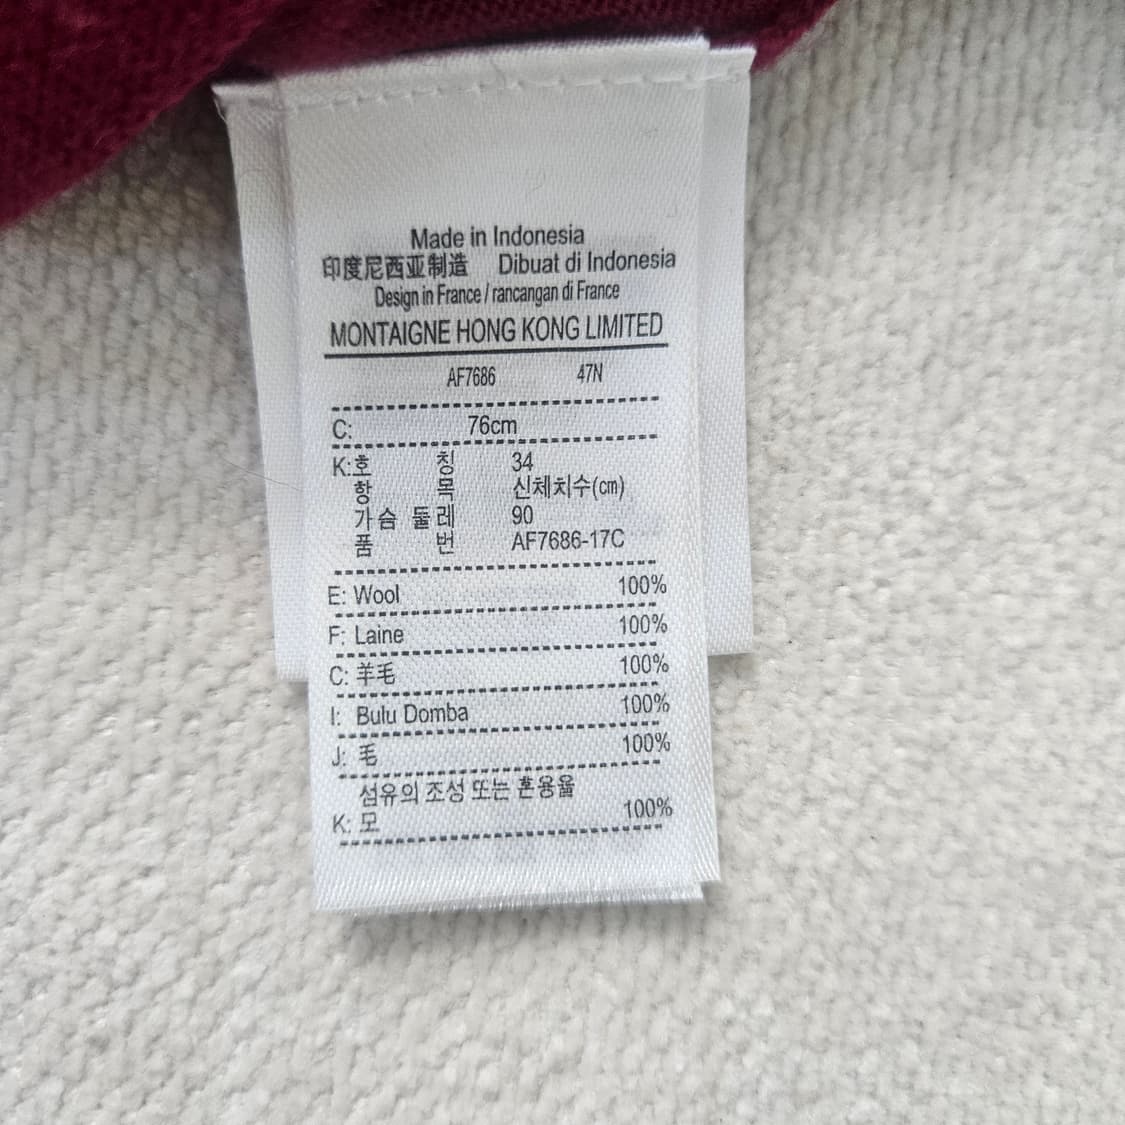 Made in Indonesia
印度尼西亚制造 Dibuat di Indonesia
Design in France / rancangan di France
MONTAIGNE HONG KONG LIMITED
AF7686 47N
C: 76cm
K:호 칭 34
항 목 신체치수(cm)
가슴 둘레 90
품 번 AF7686-17C
E: Wool 100%
F: Laine 100%
C: 羊毛 100%
I: Bulu Domba 100%
J: 毛 100%
섬유의 조성 또는 혼용율
K: 모 100%